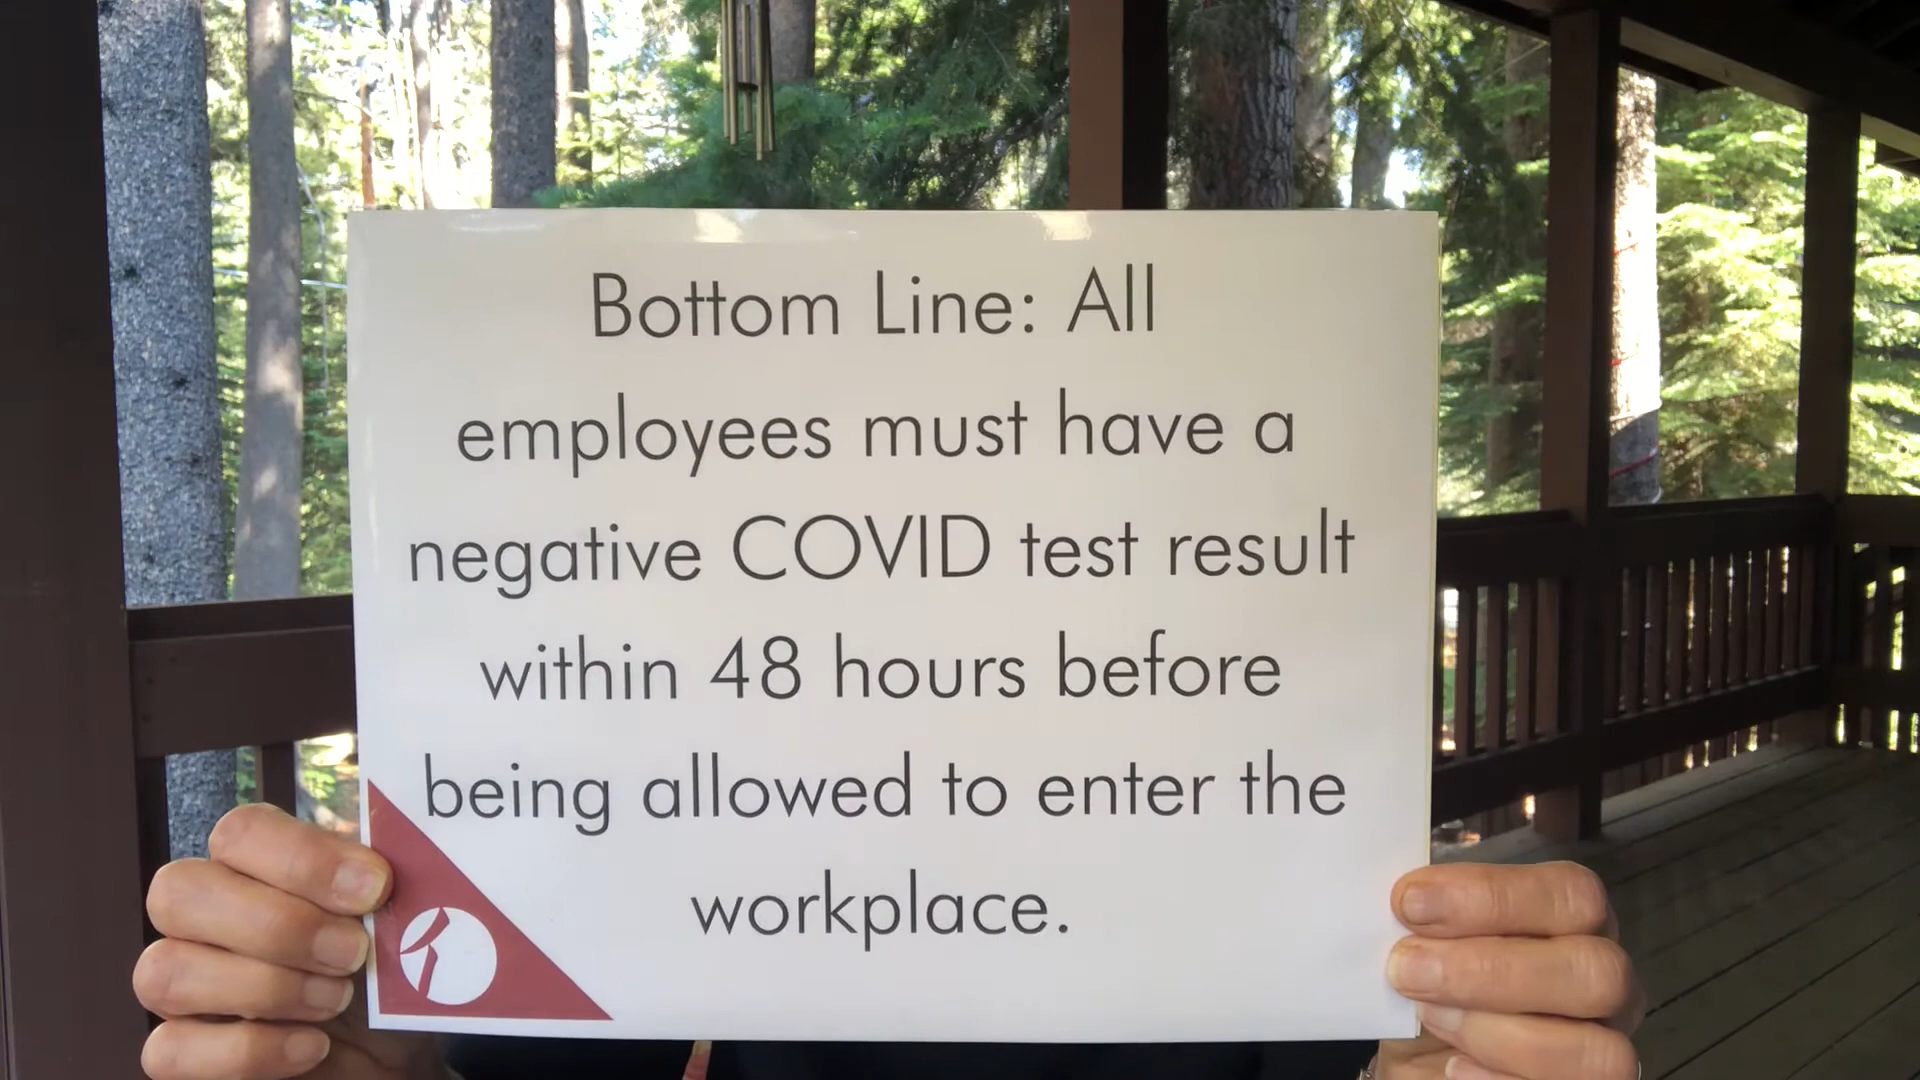 Bottom Line: All
employees must have a
negative COVID test result
within 48 hours before
being allowed to enter the
workplace.